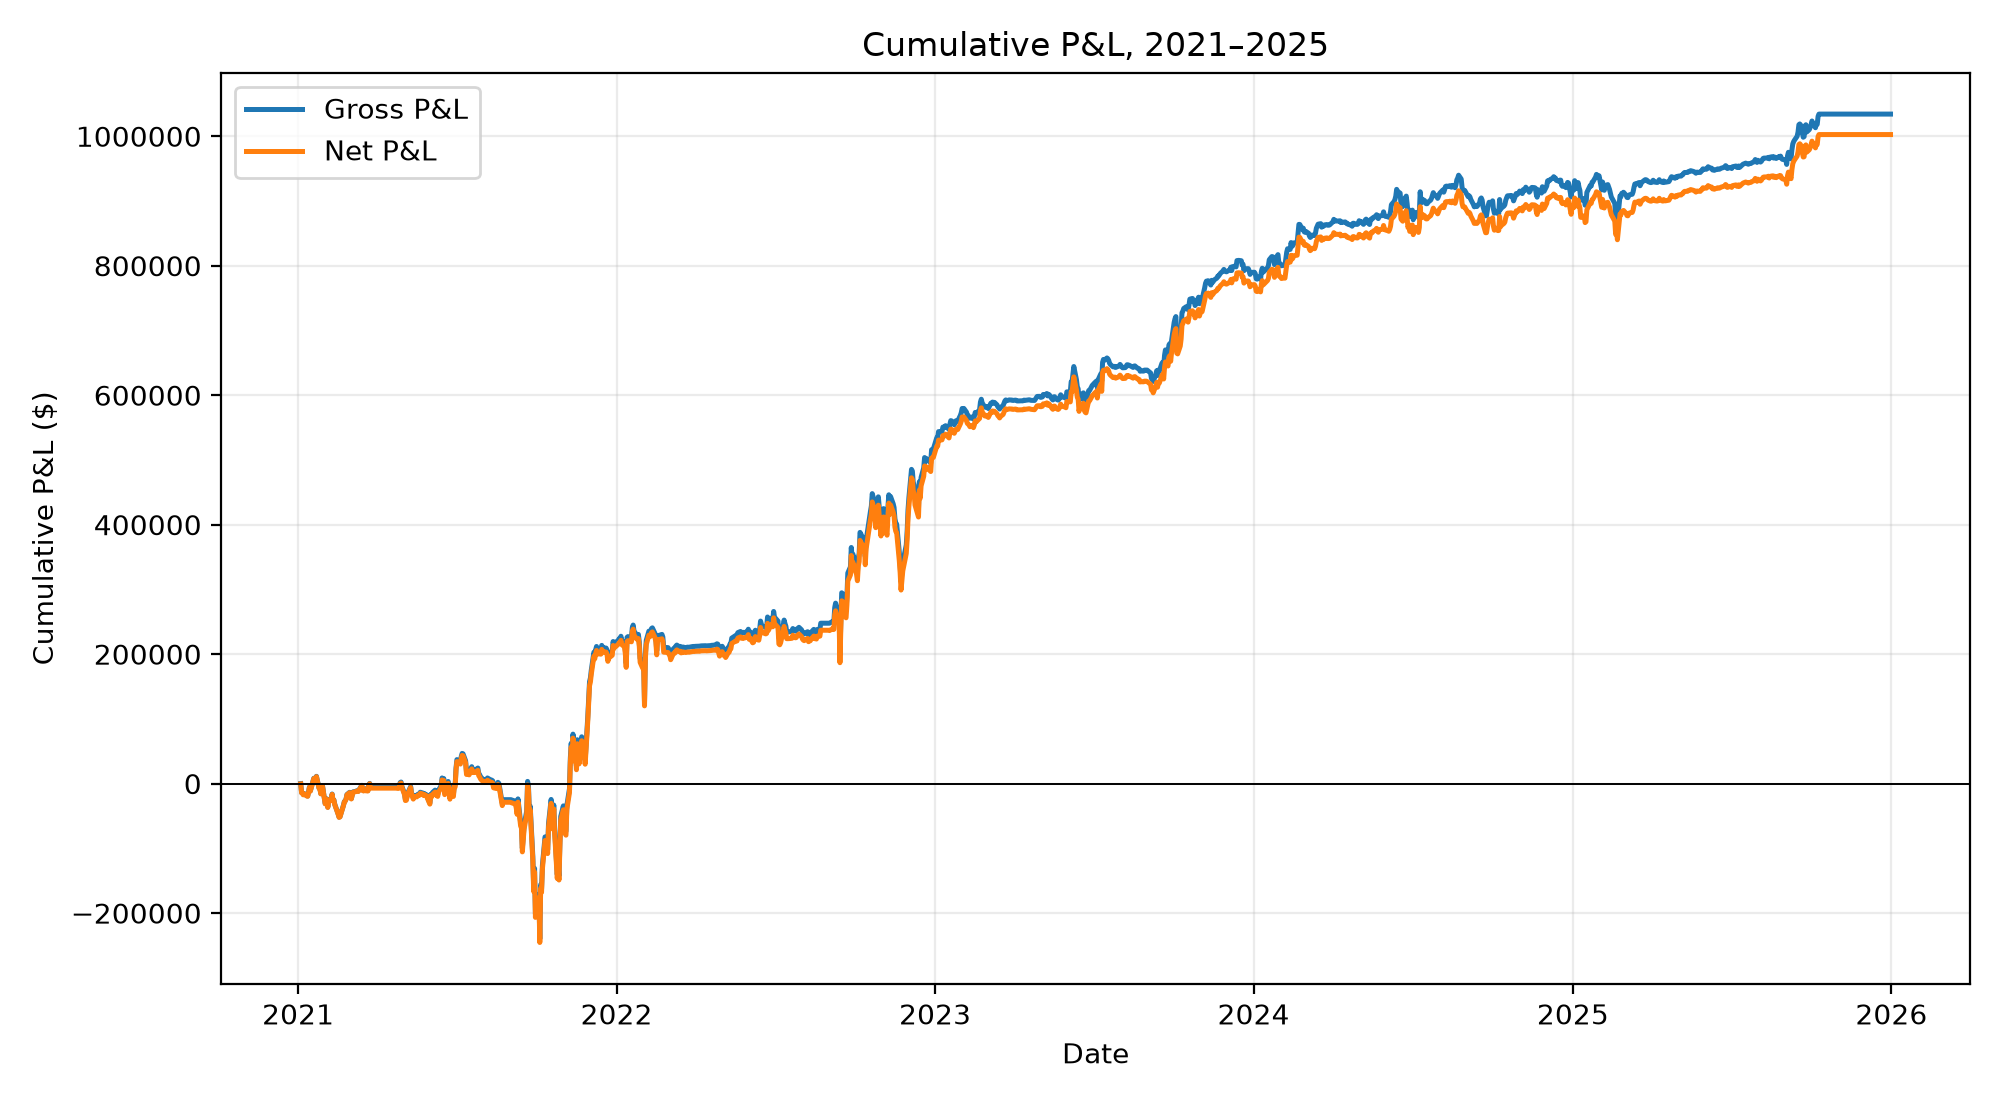 Cumulative P&L, 2021–2025
Gross P&L
Net P&L
1000000
800000
600000
400000
200000
0
−200000
Cumulative P&L ($)
2021
2022
2023
2024
2025
2026
Date